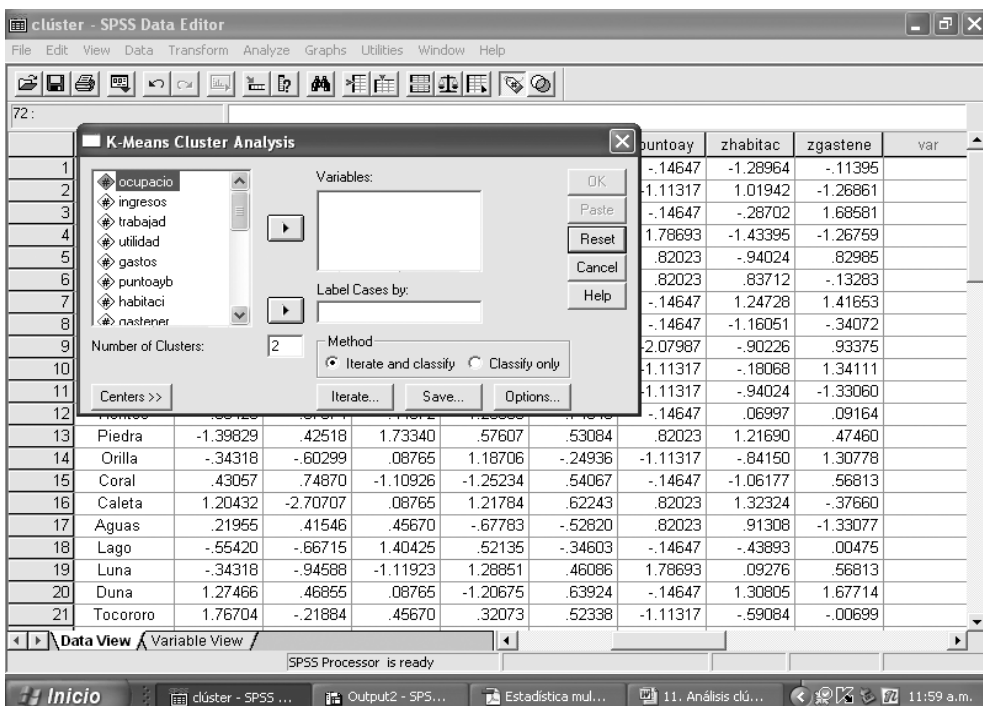 clúster - SPSS Data Editor
File Edit View Data Transform Analyze Graphs Utilities Window Help
72 :
K-Means Cluster Analysis
ocupacio
ingresos
trabajad
utilidad
gastos
puntoayb
habitaci
gastener
Variables:
Label Cases by:
Number of Clusters: 2
Method
Iterate and classify Classify only
Centers >> Iterate... Save... Options...
OK
Paste
Reset
Cancel
Help
puntoay zhabitac zgastene var
1 -.14647 -1.28964 -.11395
2 -1.11317 1.01942 -1.26861
3 -.14647 -.28702 1.68581
4 1.78693 -1.43395 -1.26759
5 .82023 -.94024 .82985
6 .82023 .83712 -.13283
7 -.14647 1.24728 1.41653
8 -.14647 -1.16051 -.34072
9 -2.07987 -.90226 .93375
10 -1.11317 -.18068 1.34111
11 -1.11317 -.94024 -1.33060
12 -.14647 .06997 .09164
13 Piedra -1.39829 .42518 1.73340 .57607 .53084 .82023 1.21690 .47460
14 Orilla -.34318 -.60299 .08765 1.18706 -.24936 -1.11317 -.84150 1.30778
15 Coral .43057 .74870 -1.10926 -1.25234 .54067 -.14647 -1.06177 .56813
16 Caleta 1.20432 -2.70707 .08765 1.21784 .62243 .82023 1.32324 -.37660
17 Aguas .21955 .41546 .45670 -.67783 -.52820 .82023 .91308 -1.33077
18 Lago -.55420 -.66715 1.40425 .52135 -.34603 -.14647 -.43893 .00475
19 Luna -.34318 -.94588 -1.11923 1.28851 .46086 1.78693 .09276 .56813
20 Duna 1.27466 .46855 .08765 -1.20675 .63924 -.14647 1.30805 1.67714
21 Tocororo 1.76704 -.21884 .45670 .32073 .52338 -1.11317 -.59084 -.00699
Data View Variable View
SPSS Processor is ready
Inicio clúster - SPSS ... Output2 - SPS... Estadística mul... 11. Análisis clú... 11:59 a.m.